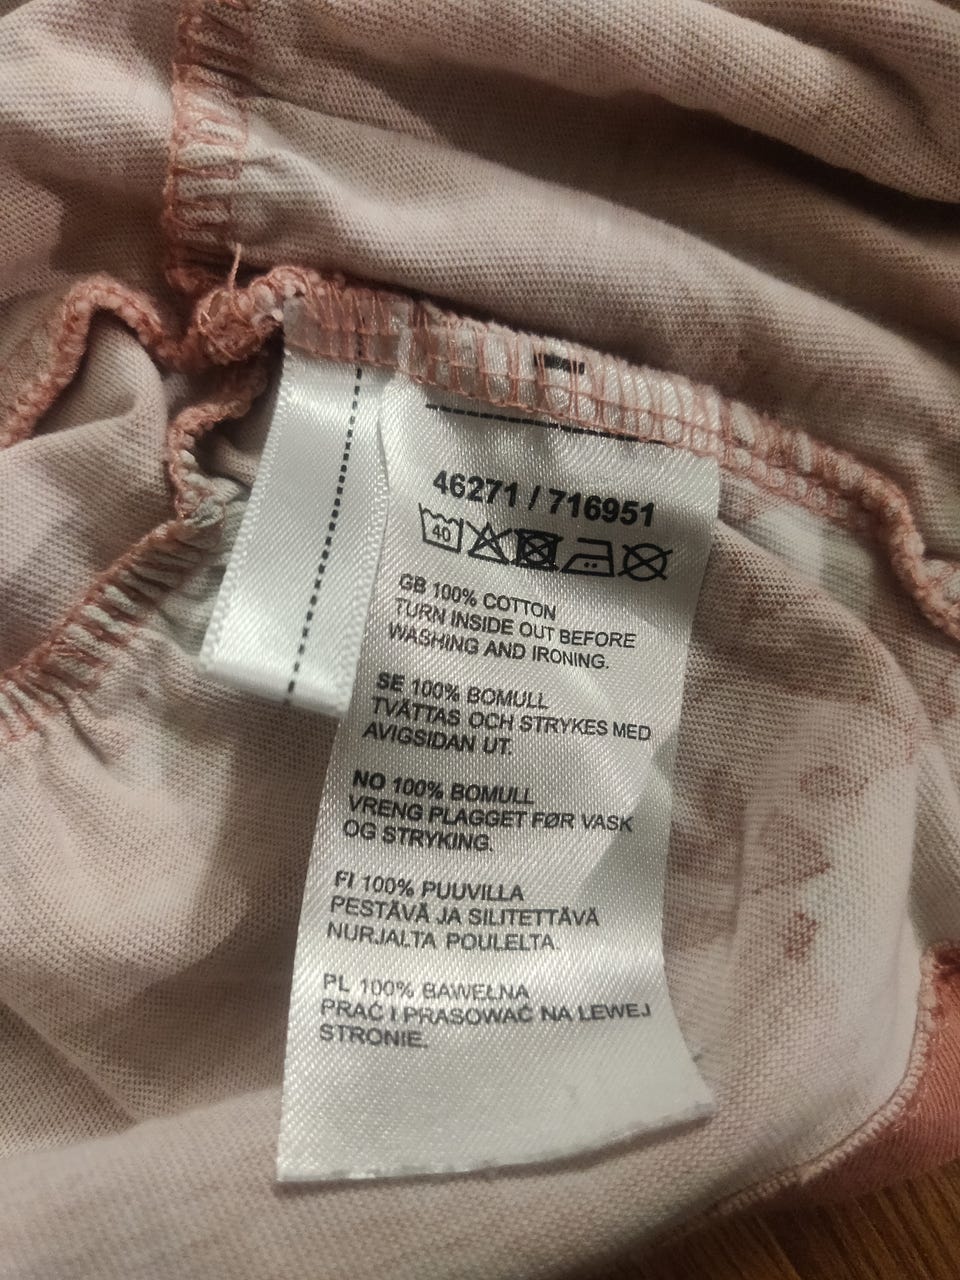 46271 / 716951
40
GB 100% COTTON
TURN INSIDE OUT BEFORE
WASHING AND IRONING.
SE 100% BOMULL
TVÄTTAS OCH STRYKES MED
AVIGSIDAN UT.
NO 100% BOMULL
VRENG PLAGGET FØR VASK
OG STRYKING.
FI 100% PUUVILLA
PESTÄVÄ JA SILITETTÄVÄ
NURJALTA POULELTA.
PL 100% BAWEŁNA
PRAĆ I PRASOWAĆ NA LEWEJ
STRONIE.